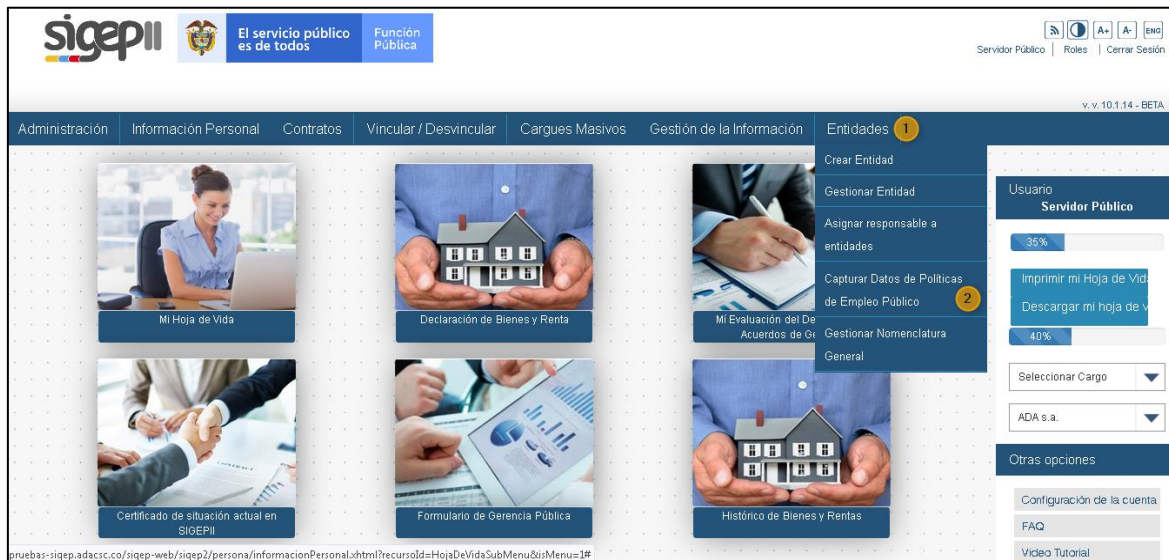 sigepII
El servicio público
es de todos
Función
Pública
A+ A- ENG
Servidor Público | Roles | Cerrar Sesión
v. v. 10.1.14 - BETA
Administración Información Personal Contratos Vincular / Desvincular Cargues Masivos Gestión de la Información Entidades 1
Crear Entidad
Gestionar Entidad
Asignar responsable a
entidades
Capturar Datos de Políticas
de Empleo Público 2
Gestionar Nomenclatura
General
Mi Hoja de Vida
Declaración de Bienes y Renta
Mi Evaluación del De
Acuerdos de Ge
Certificado de situación actual en
SIGEPII
CONTRACT
Formulario de Gerencia Pública
Histórico de Bienes y Rentas
Usuario
Servidor Público
35%
Imprimir mi Hoja de Vid
Descargar mi hoja de v
40%
Seleccionar Cargo
ADA s.a.
Otras opciones
Configuración de la cuenta
FAQ
Video Tutorial
pruebas-sigep.adacsc.co/sigep-web/sigep2/persona/informacionPersonal.xhtml?recursoId=HojaDeVidaSubMenu&isMenu=1#